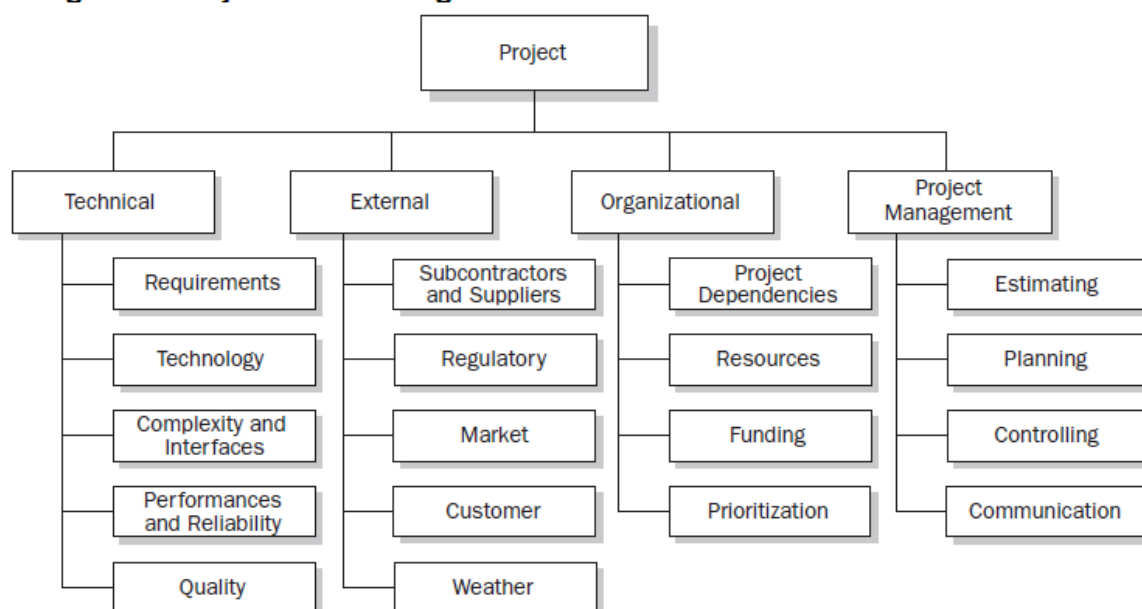 Project
Technical
External
Organizational
Project
Management
Requirements
Technology
Complexity and
Interfaces
Performances
and Reliability
Quality
Subcontractors
and Suppliers
Regulatory
Market
Customer
Weather
Project
Dependencies
Resources
Funding
Prioritization
Estimating
Planning
Controlling
Communication